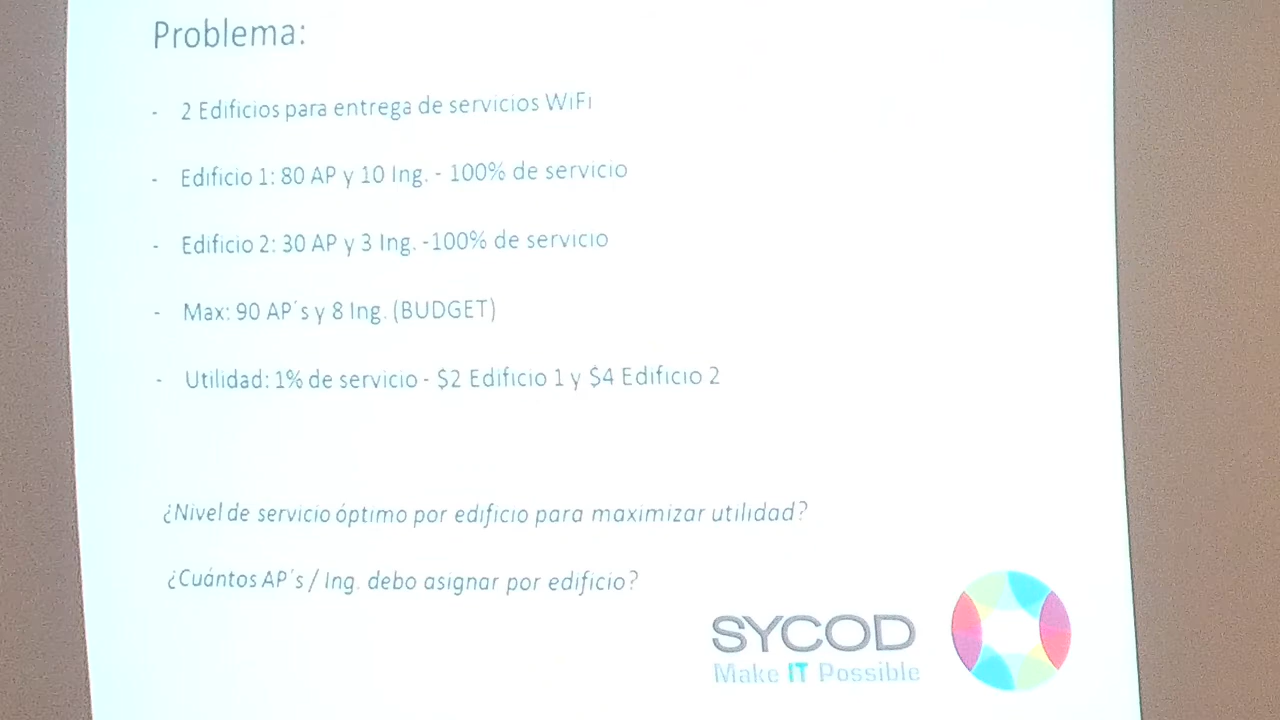 Problema:
- 2 Edificios para entrega de servicios WiFi
- Edificio 1: 80 AP y 10 Ing. - 100% de servicio
- Edificio 2: 30 AP y 3 Ing. -100% de servicio
- Max: 90 AP´s y 8 Ing. (BUDGET)
- Utilidad: 1% de servicio - $2 Edificio 1 y $4 Edificio 2
¿Nivel de servicio óptimo por edificio para maximizar utilidad?
¿Cuántos AP´s / Ing. debo asignar por edificio?
SYCOD
Make IT Possible